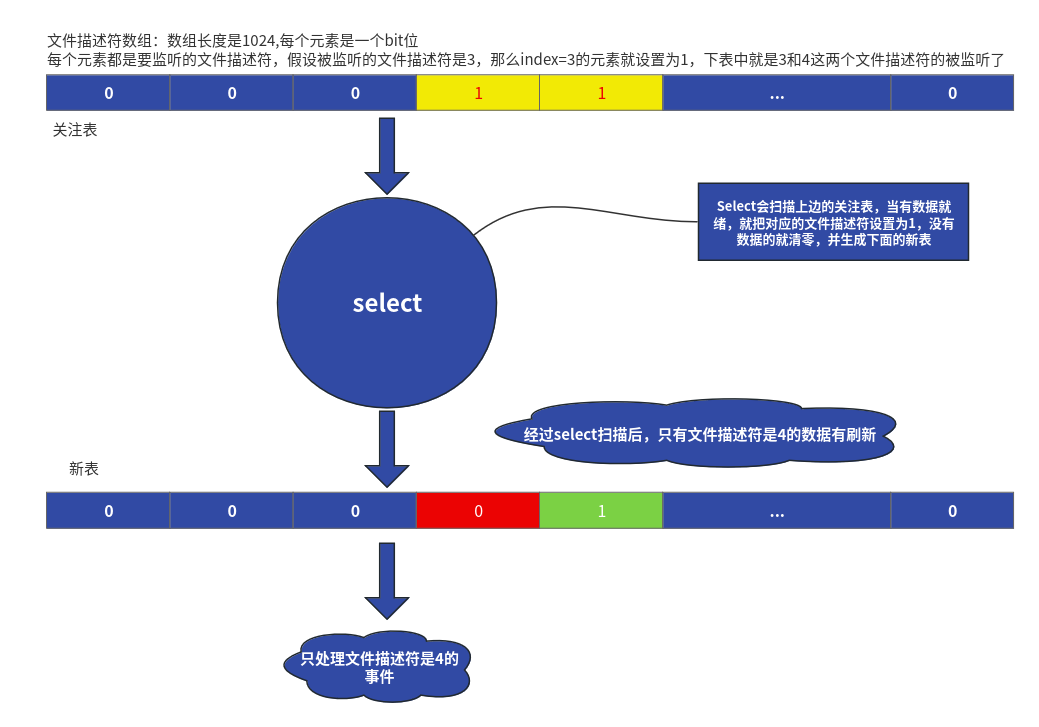 文件描述符数组：数组长度是1024,每个元素是一个bit位
每个元素都是要监听的文件描述符，假设被监听的文件描述符是3，那么index=3的元素就设置为1，下表中就是3和4这两个文件描述符的被监听了
0 0 0 1 1 ... 0
关注表
Select会扫描上边的关注表，当有数据就
绪，就把对应的文件描述符设置为1，没有
数据的就清零，并生成下面的新表
select
经过select扫描后，只有文件描述符是4的数据有刷新
新表
0 0 0 0 1 ... 0
只处理文件描述符是4的
事件